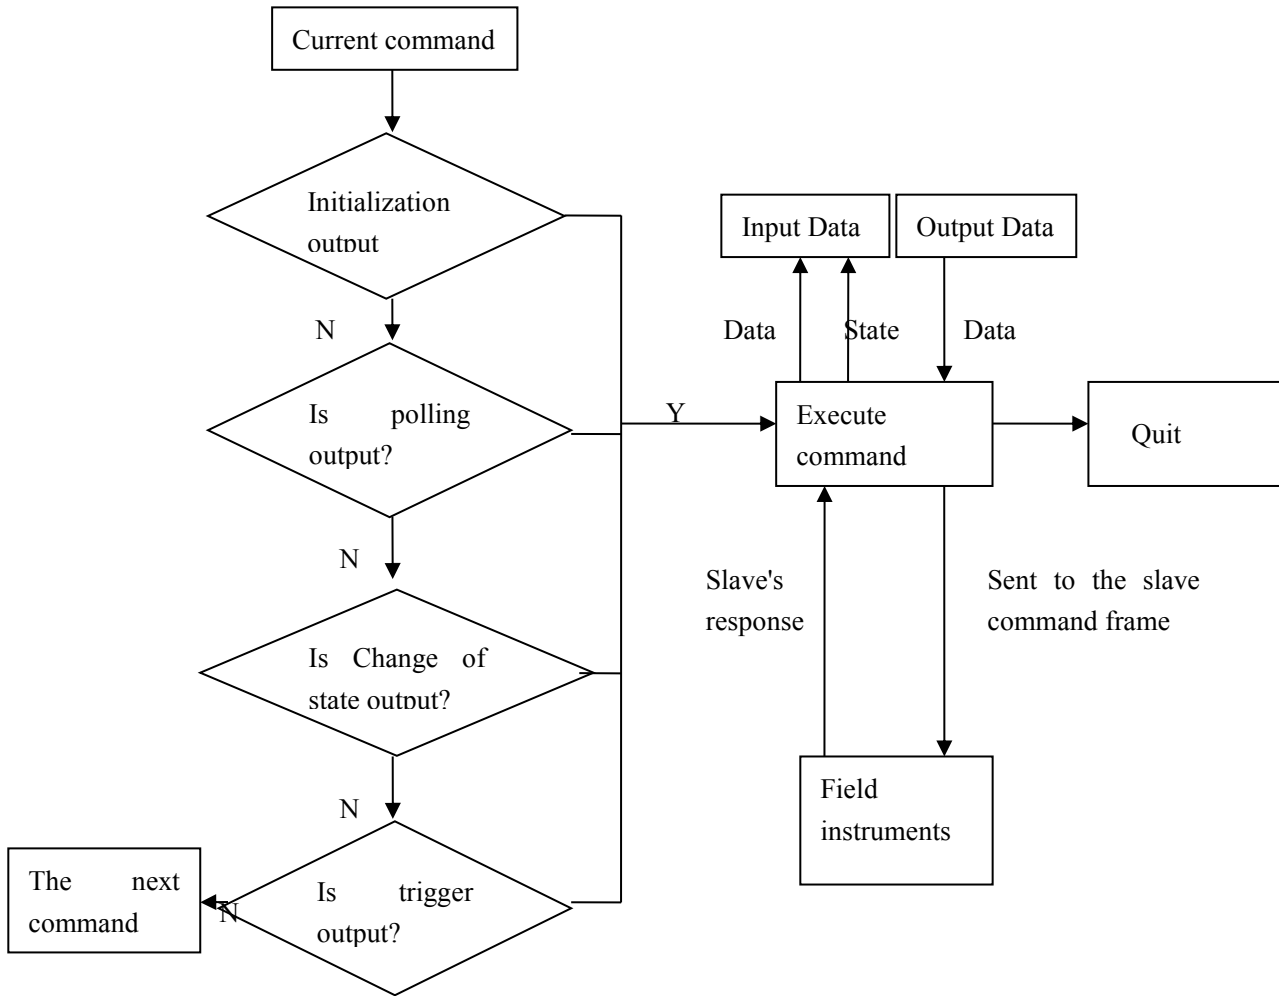 Current command
Initialization
output
N
Is polling
output?
N
Is Change of
state output?
N
Is trigger
output?
N
The next
command
Y
Input Data
Output Data
Data
State
Data
Execute
command
Quit
Slave's
response
Sent to the slave
command frame
Field
instruments